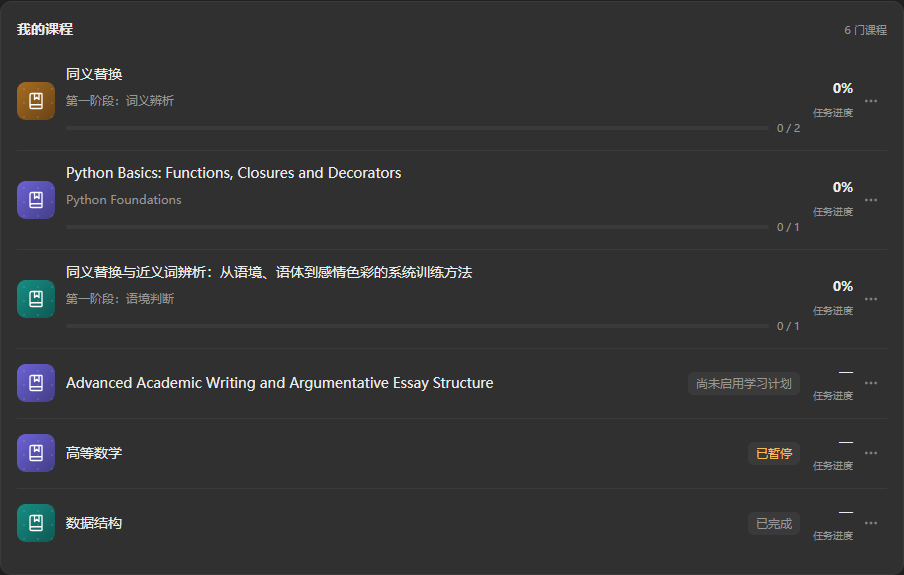 我的课程
6 门课程
同义替换
第一阶段：词义辨析
0 / 2
0%
任务进度
Python Basics: Functions, Closures and Decorators
Python Foundations
0 / 1
0%
任务进度
同义替换与近义词辨析：从语境、语体到感情色彩的系统训练方法
第一阶段：语境判断
0 / 1
0%
任务进度
Advanced Academic Writing and Argumentative Essay Structure
尚未启用学习计划
—
任务进度
高等数学
已暂停
—
任务进度
数据结构
已完成
—
任务进度